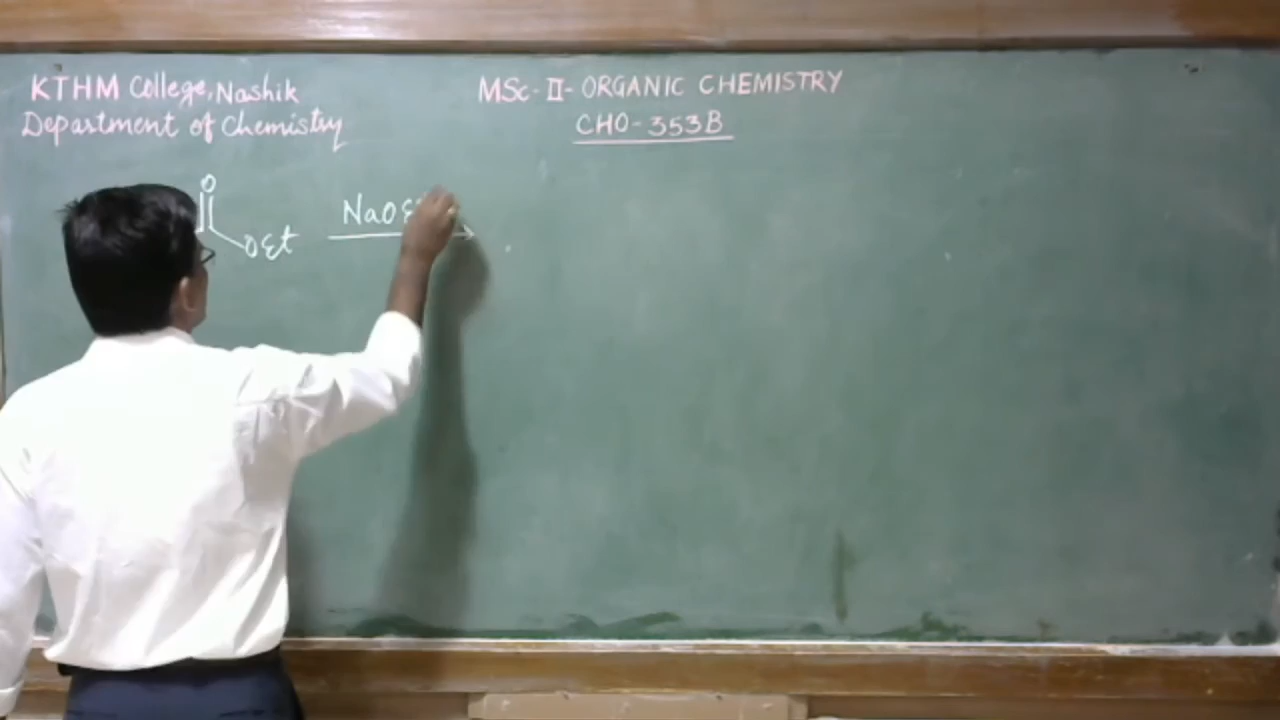 KTHM College, Nashik
Department of Chemistry
MSc-II- ORGANIC CHEMISTRY
CHO-353B
O
OEt